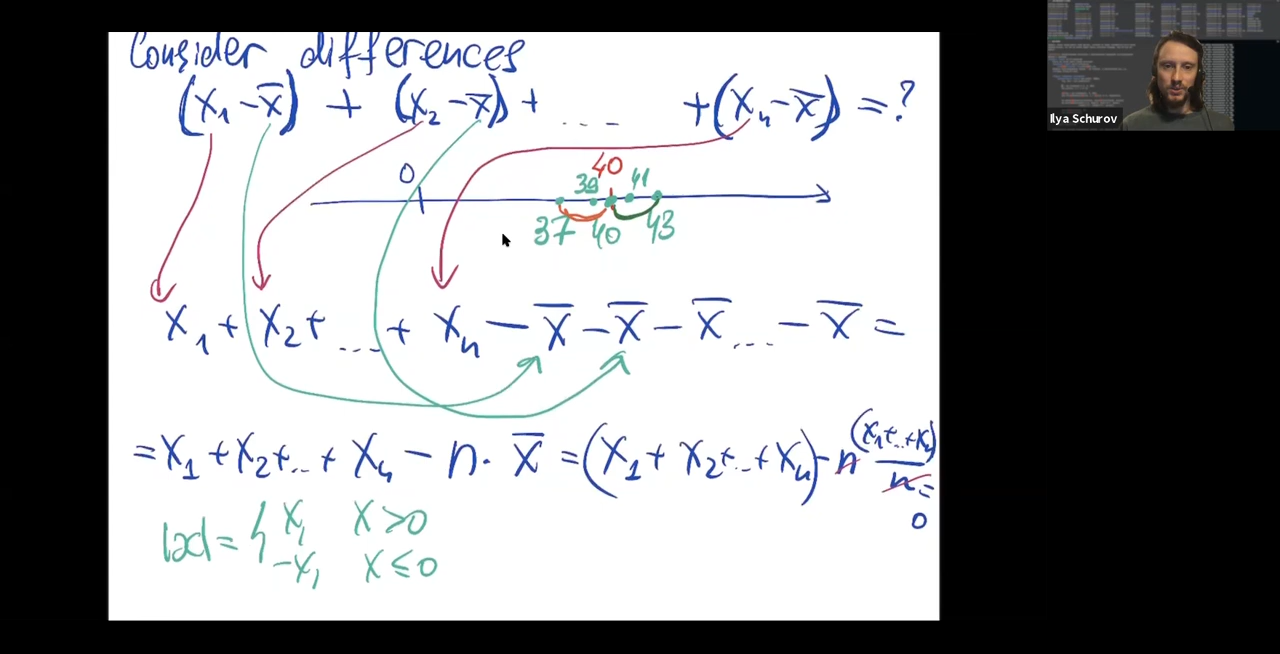 Consider differences
(x₁ - x̄) + (x₂ - x̄) + .... + (xₙ - x̄) = ?
Ilya Schurov
0 39 40 41
37 40 43
x₁ + x₂ + ... + xₙ - x̄ - x̄ - x̄ ... - x̄ =
= x₁ + x₂ + ... + xₙ - n · x̄ = (x₁ + x₂ + ... + xₙ) - n (x₁ + ... + xₙ) / n =
0
|x| = { x, x > 0
-x, x ≤ 0